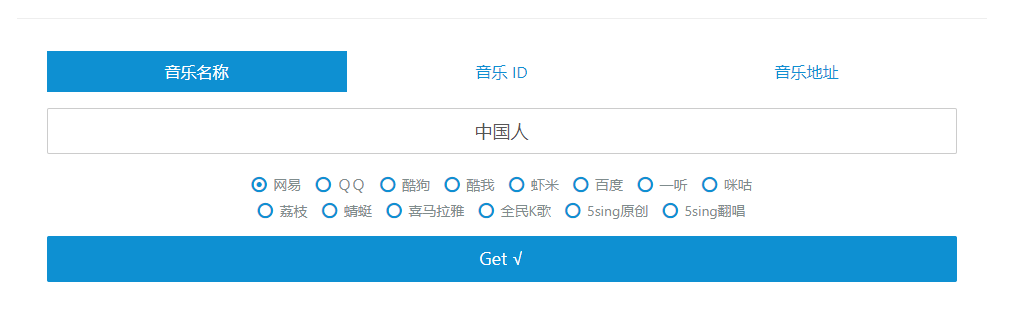 音乐名称 音乐 ID 音乐地址
中国人
网易 QQ 酷狗 酷我 虾米 百度 一听 咪咕
荔枝 蜻蜓 喜马拉雅 全民K歌 5sing原创 5sing翻唱
Get √